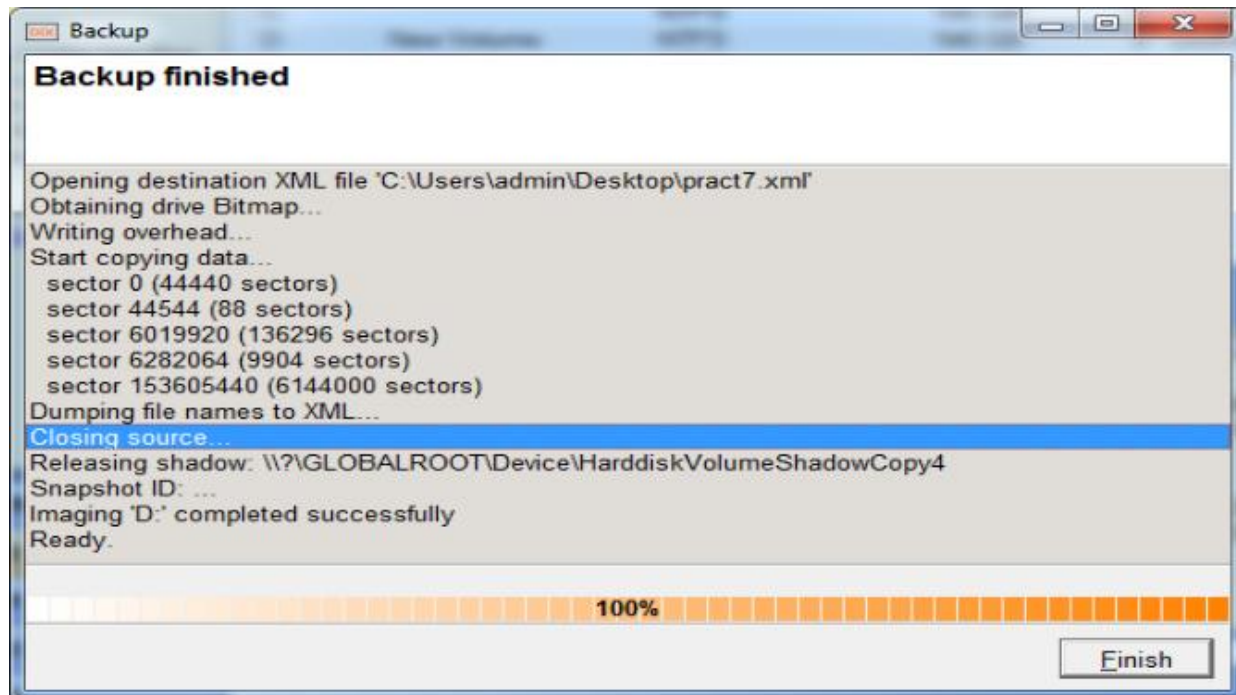 Backup
Backup finished
Opening destination XML file 'C:\Users\admin\Desktop\pract7.xml'
Obtaining drive Bitmap...
Writing overhead...
Start copying data...
sector 0 (44440 sectors)
sector 44544 (88 sectors)
sector 6019920 (136296 sectors)
sector 6282064 (9904 sectors)
sector 153605440 (6144000 sectors)
Dumping file names to XML...
Closing source...
Releasing shadow: \\?\GLOBALROOT\Device\HarddiskVolumeShadowCopy4
Snapshot ID: ...
Imaging 'D:' completed successfully
Ready.
100%
Finish